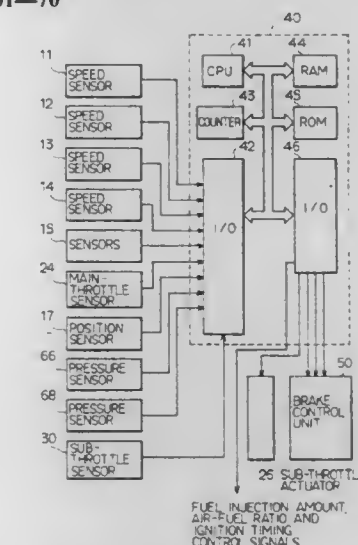 40
11
41
44
SPEED
SENSOR
CPU
RAM
12
43
45
SPEED
SENSOR
COUNTER
ROM
13
42
46
SPEED
SENSOR
14
SPEED
SENSOR
I/O
I/O
15
SENSORS
24
MAIN-
THROTTLE
SENSOR
17
POSITION
SENSOR
66
PRESSURE
SENSOR
50
68
PRESSURE
SENSOR
BRAKE
CONTROL
UNIT
30
SUB-
THROTTLE
SENSOR
26 SUB-THROTTLE
ACTUATOR
FUEL INJECTION AMOUNT,
AIR-FUEL RATIO AND
IGNITION TIMING
CONTROL SIGNALS